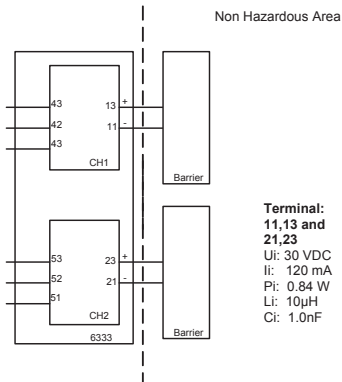 Non Hazardous Area
43
13 +
42
11 -
43
CH1
Barrier
53
23 +
52
21 -
51
CH2
6333
Barrier
Terminal:
11,13 and
21,23
Ui: 30 VDC
Ii: 120 mA
Pi: 0.84 W
Li: 10µH
Ci: 1.0nF